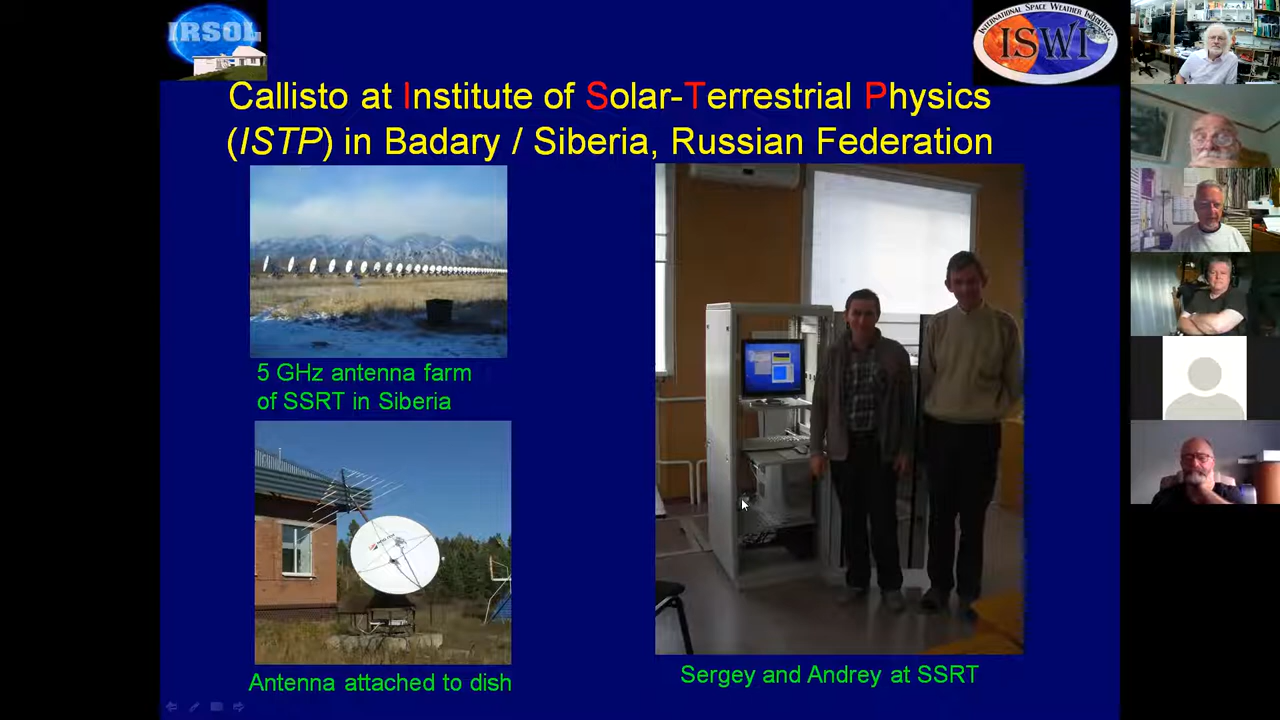 IRSOL
INTERNATIONAL SPACE WEATHER INITIATIVE
ISWI
Callisto at Institute of Solar-Terrestrial Physics
(ISTP) in Badary / Siberia, Russian Federation
5 GHz antenna farm
of SSRT in Siberia
Antenna attached to dish
Sergey and Andrey at SSRT